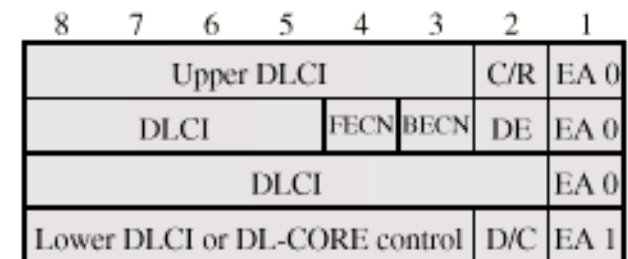 8 7 6 5 4 3 2 1
Upper DLCI C/R EA 0
DLCI FECN BECN DE EA 0
DLCI EA 0
Lower DLCI or DL-CORE control D/C EA 1